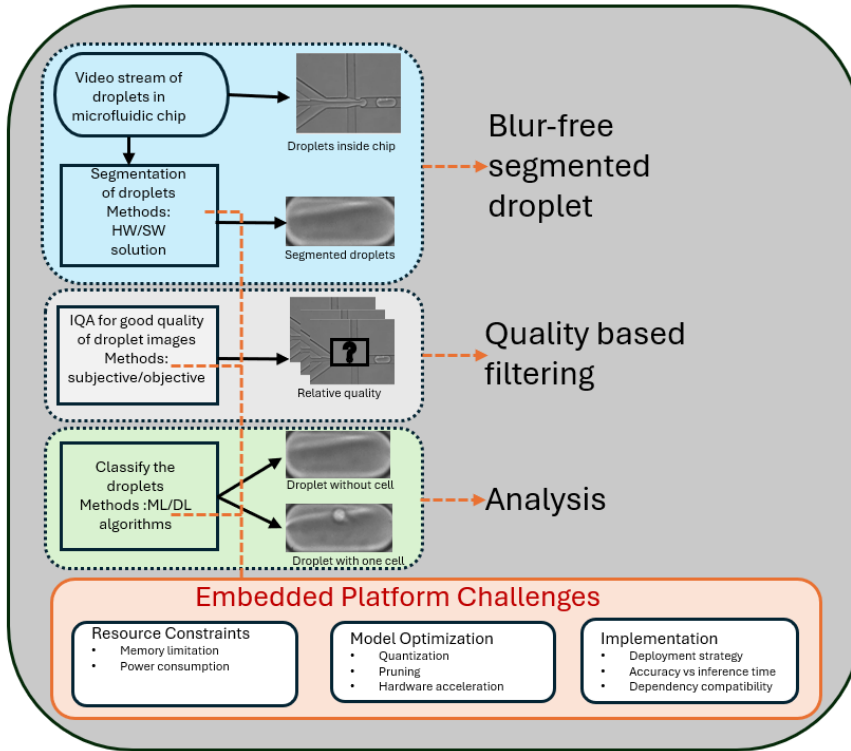 Video stream of
droplets in
microfluidic chip
Droplets inside chip
Segmentation
of droplets
Methods:
HW/SW
solution
Segmented droplets
Blur-free
segmented
droplet
IQA for good quality
of droplet images
Methods:
subjective/objective
?
Relative quality
Quality based
filtering
Classify the
droplets
Methods :ML/DL
algorithms
Droplet without cell
Droplet with one cell
Analysis
Embedded Platform Challenges
Resource Constraints
• Memory limitation
• Power consumption
Model Optimization
• Quantization
• Pruning
• Hardware acceleration
Implementation
• Deployment strategy
• Accuracy vs inference time
• Dependency compatibility